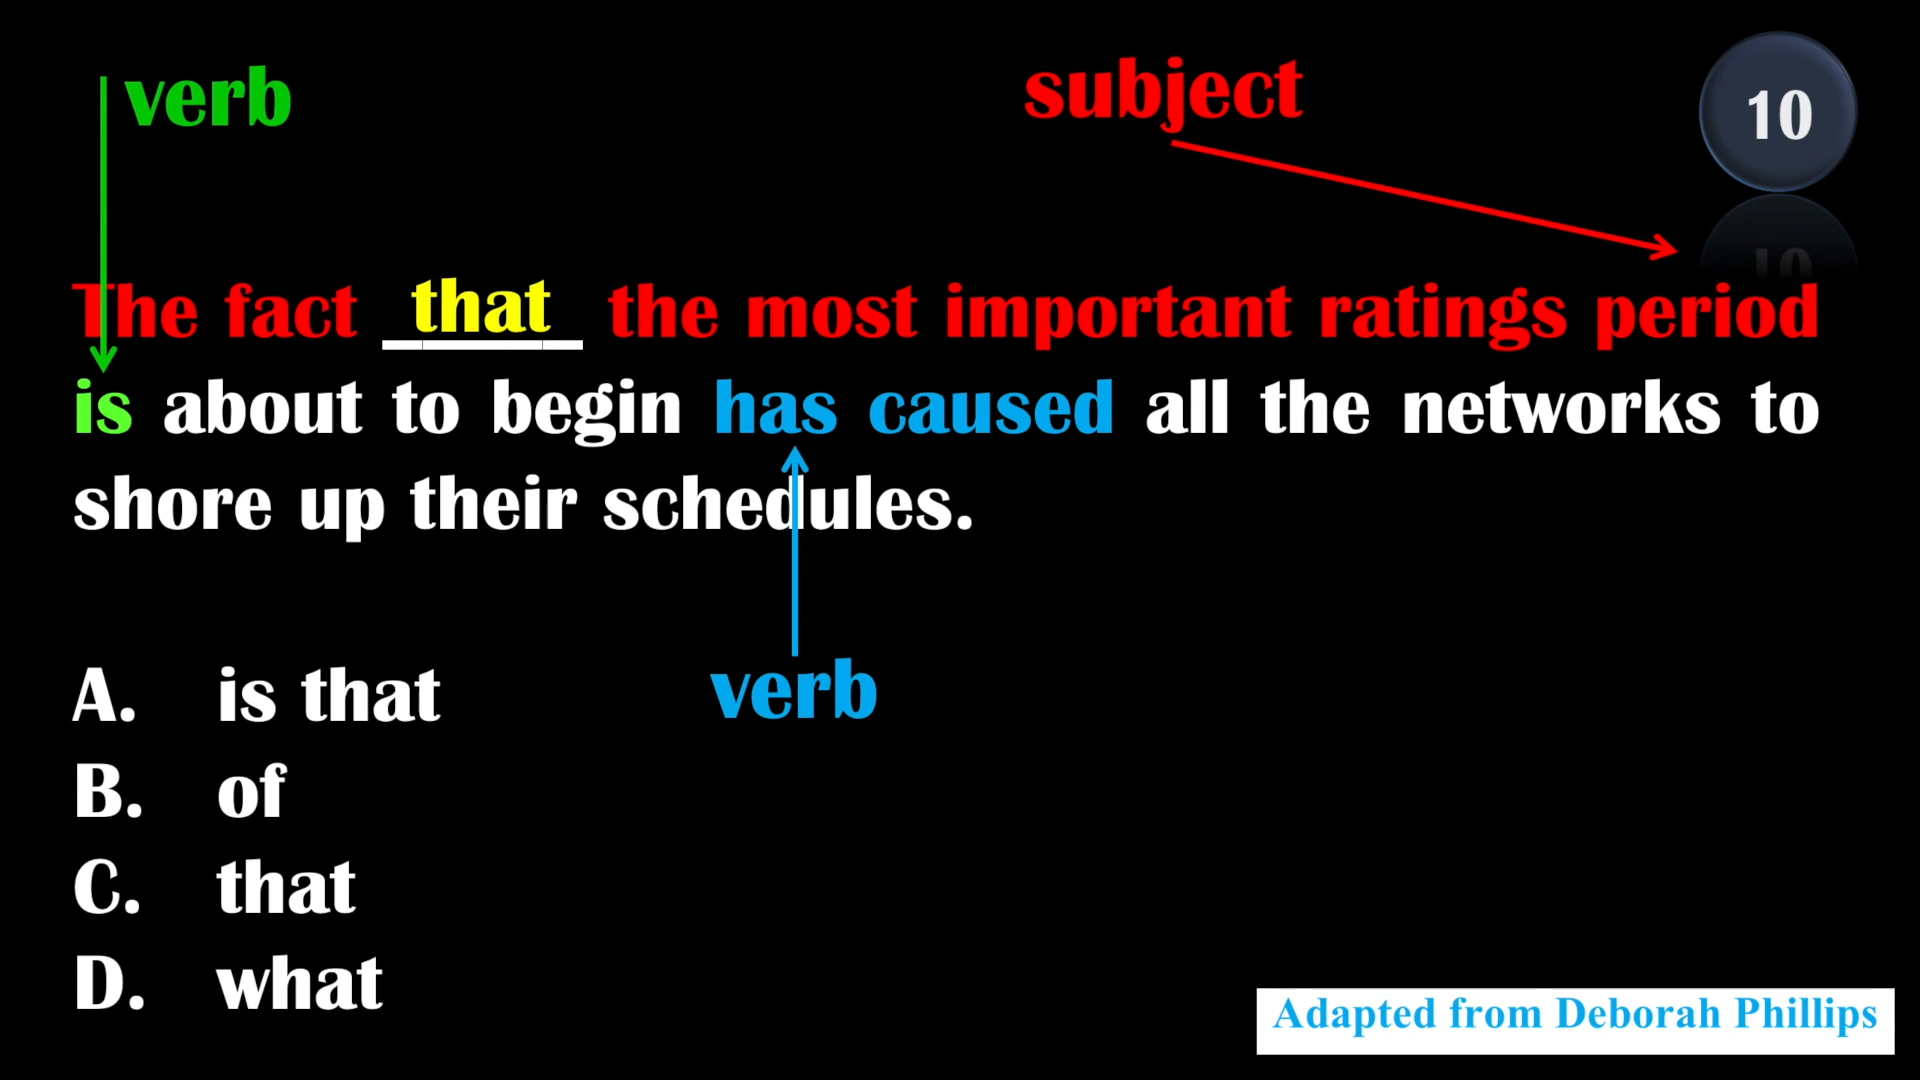 verb
subject
10
The fact that the most important ratings period
is about to begin has caused all the networks to
shore up their schedules.
A. is that
verb
B. of
C. that
D. what
Adapted from Deborah Phillips